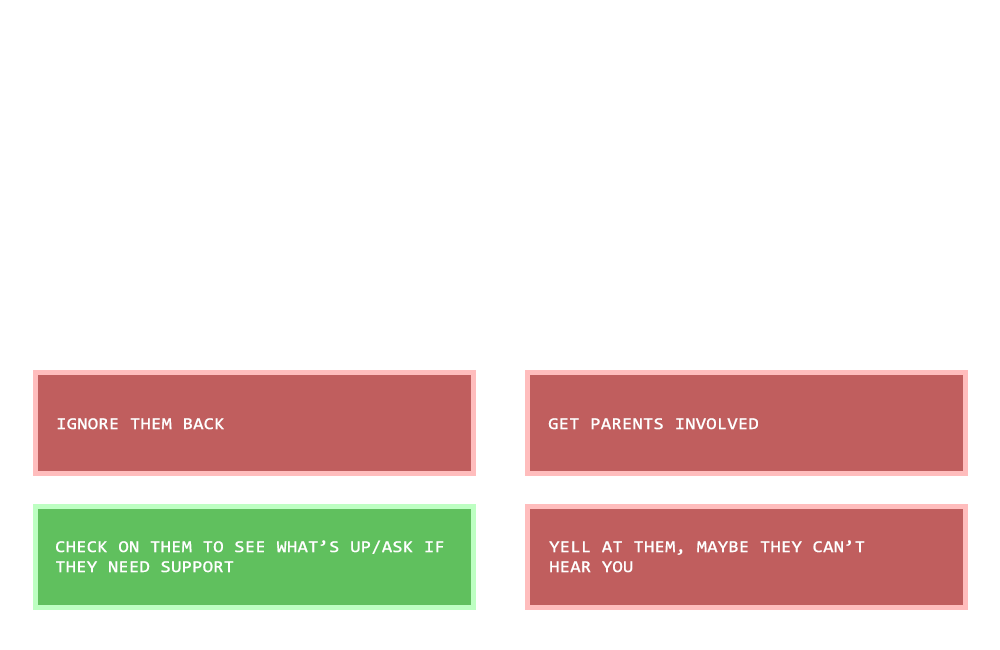 IGNORE THEM BACK
GET PARENTS INVOLVED
CHECK ON THEM TO SEE WHAT’S UP/ASK IF
THEY NEED SUPPORT
YELL AT THEM, MAYBE THEY CAN’T
HEAR YOU